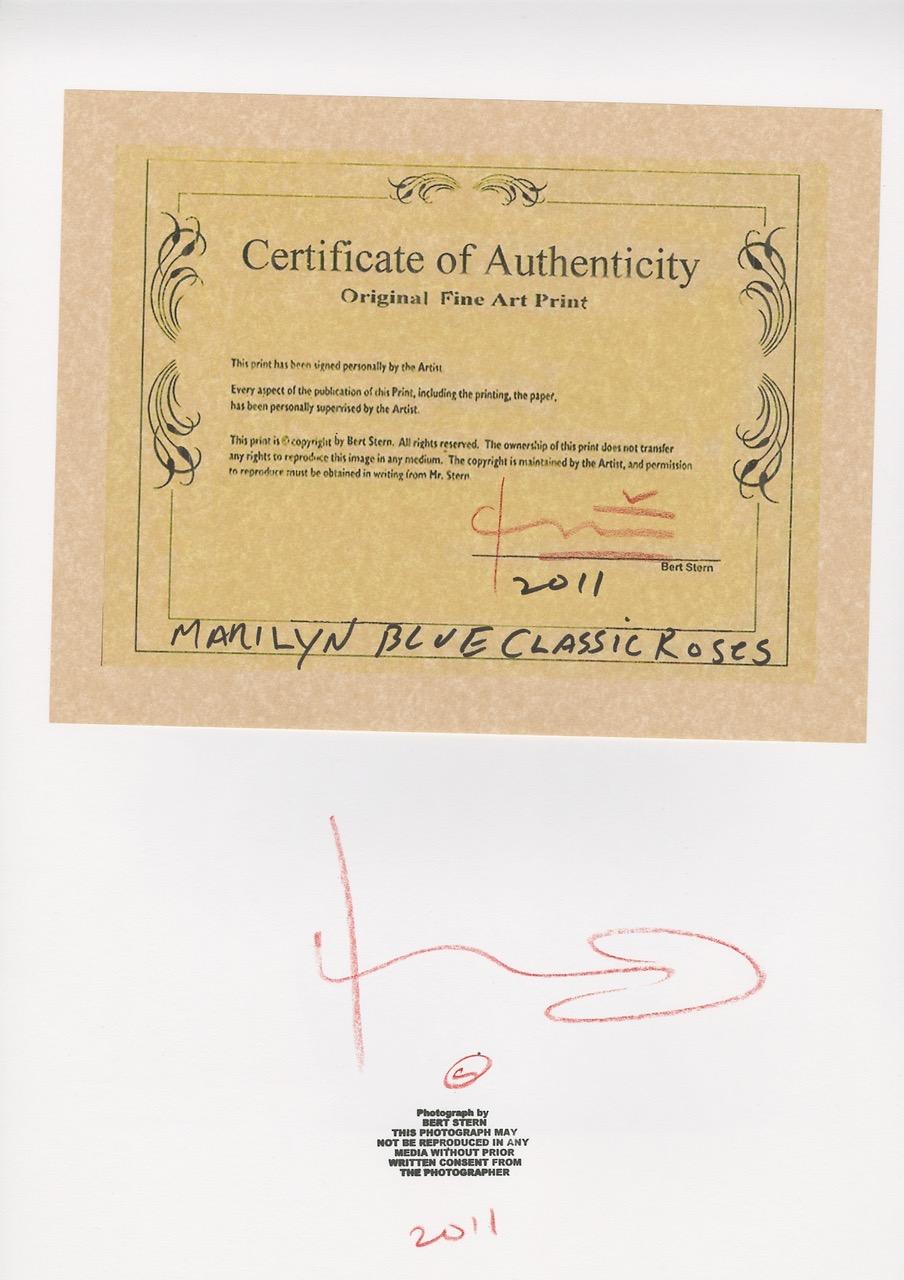 Certificate of Authenticity
Original Fine Art Print
This print has been signed personally by the Artist
Every aspect of the publication of this Print, including the printing, the paper,
has been personally supervised by the Artist.
This print is © copyright by Bert Stern. All rights reserved. The ownership of this print does not transfer
any rights to reproduce this image in any medium. The copyright is maintained by the Artist, and permission
to reproduce must be obtained in writing from Mr. Stern
Bert Stern
2011
MARILYN BLUE CLASSIC ROSES
©
Photograph by
BERT STERN
THIS PHOTOGRAPH MAY
NOT BE REPRODUCED IN ANY
MEDIA WITHOUT PRIOR
WRITTEN CONSENT FROM
THE PHOTOGRAPHER
2011